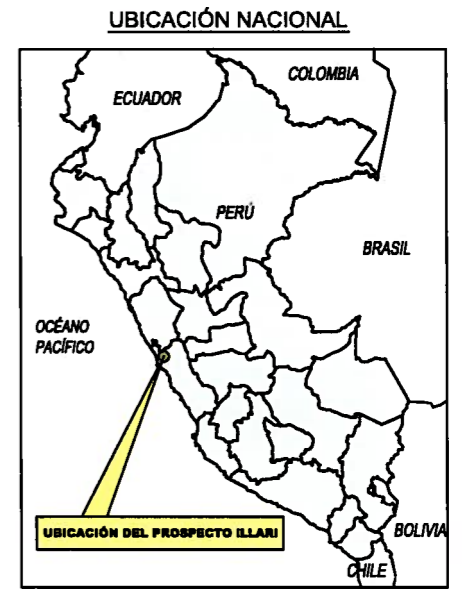 UBICACIÓN NACIONAL
COLOMBIA
ECUADOR
PERÚ
BRASIL
OCÉANO
PACÍFICO
UBICACIÓN DEL PROSPECTO ILLARI
BOLIVIA
CHILE